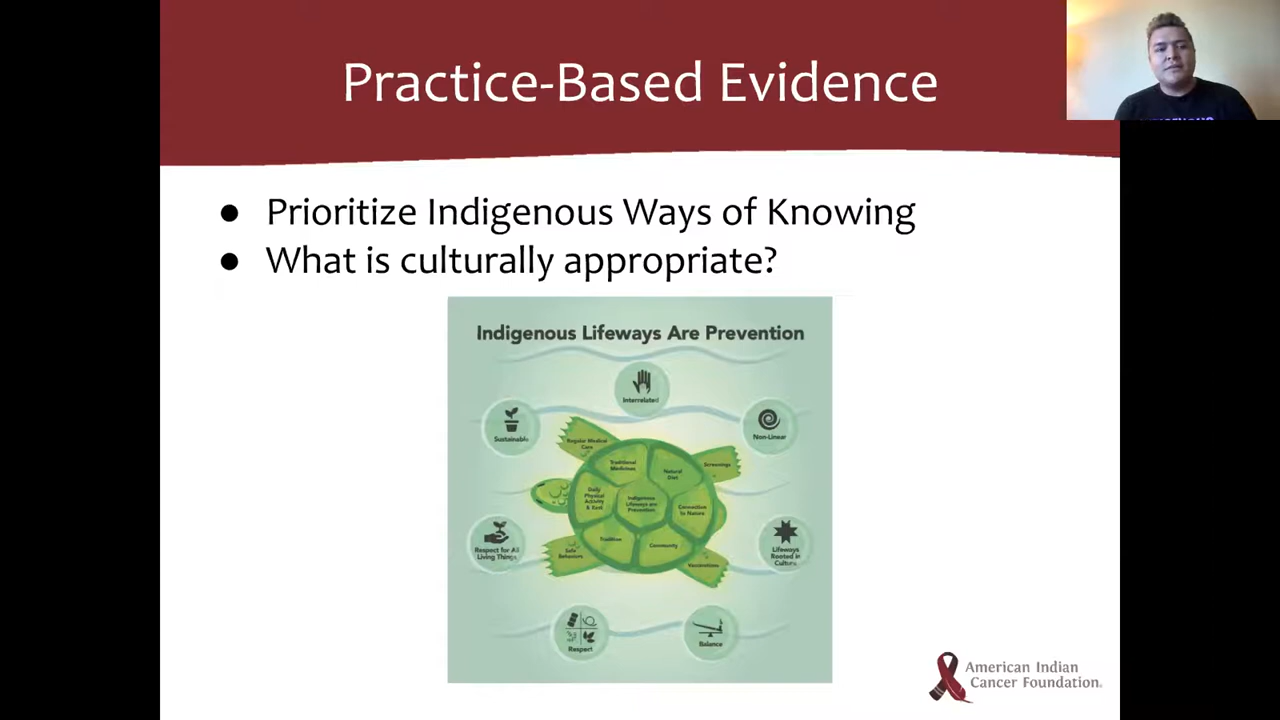 Practice-Based Evidence
● Prioritize Indigenous Ways of Knowing
● What is culturally appropriate?
Indigenous Lifeways Are Prevention
Interrelated
Sustainable
Non-Linear
Regular Medical
Care
Screenings
Traditional
Medicines
Natural
Diet
Daily
Physical
Activity
& Rest
Indigenous
Lifeways are
Prevention
Connection
to Nature
Tradition
Community
Safe
Behaviors
Vaccinations
Respect for All
Living Things
Lifeways
Rooted in
Culture
Respect
Balance
American Indian
Cancer Foundation